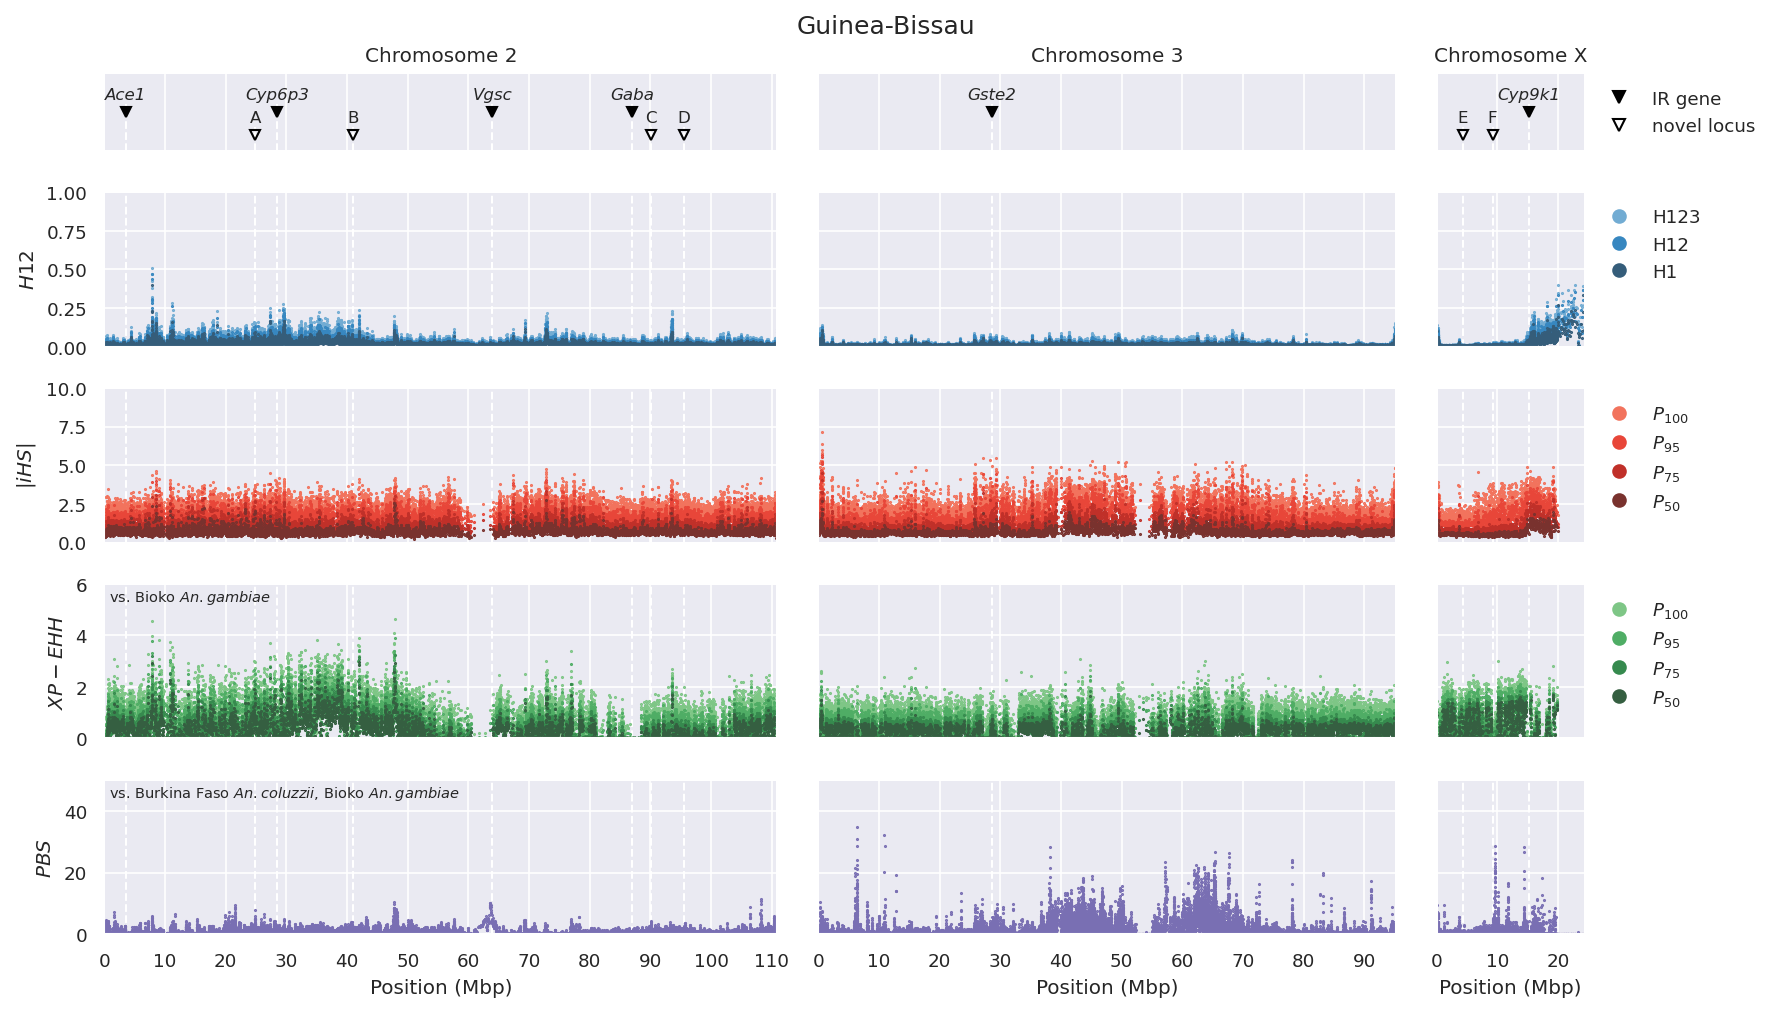 Guinea-Bissau
Chromosome 2 Chromosome 3 Chromosome X
Ace1 Cyp6p3 Vgsc Gaba Gste2 Cyp9k1
A B C D E F
IR gene
novel locus
1.00
0.75
0.50
0.25
0.00
H12
H123
H12
H1
10.0
7.5
5.0
2.5
0.0
|iHS|
P100
P95
P75
P50
6
4
2
0
XP − EHH
vs. Bioko An. gambiae
P100
P95
P75
P50
40
20
0
PBS
vs. Burkina Faso An. coluzzii, Bioko An. gambiae
0 10 20 30 40 50 60 70 80 90 100 110 0 10 20 30 40 50 60 70 80 90 0 10 20
Position (Mbp) Position (Mbp) Position (Mbp)